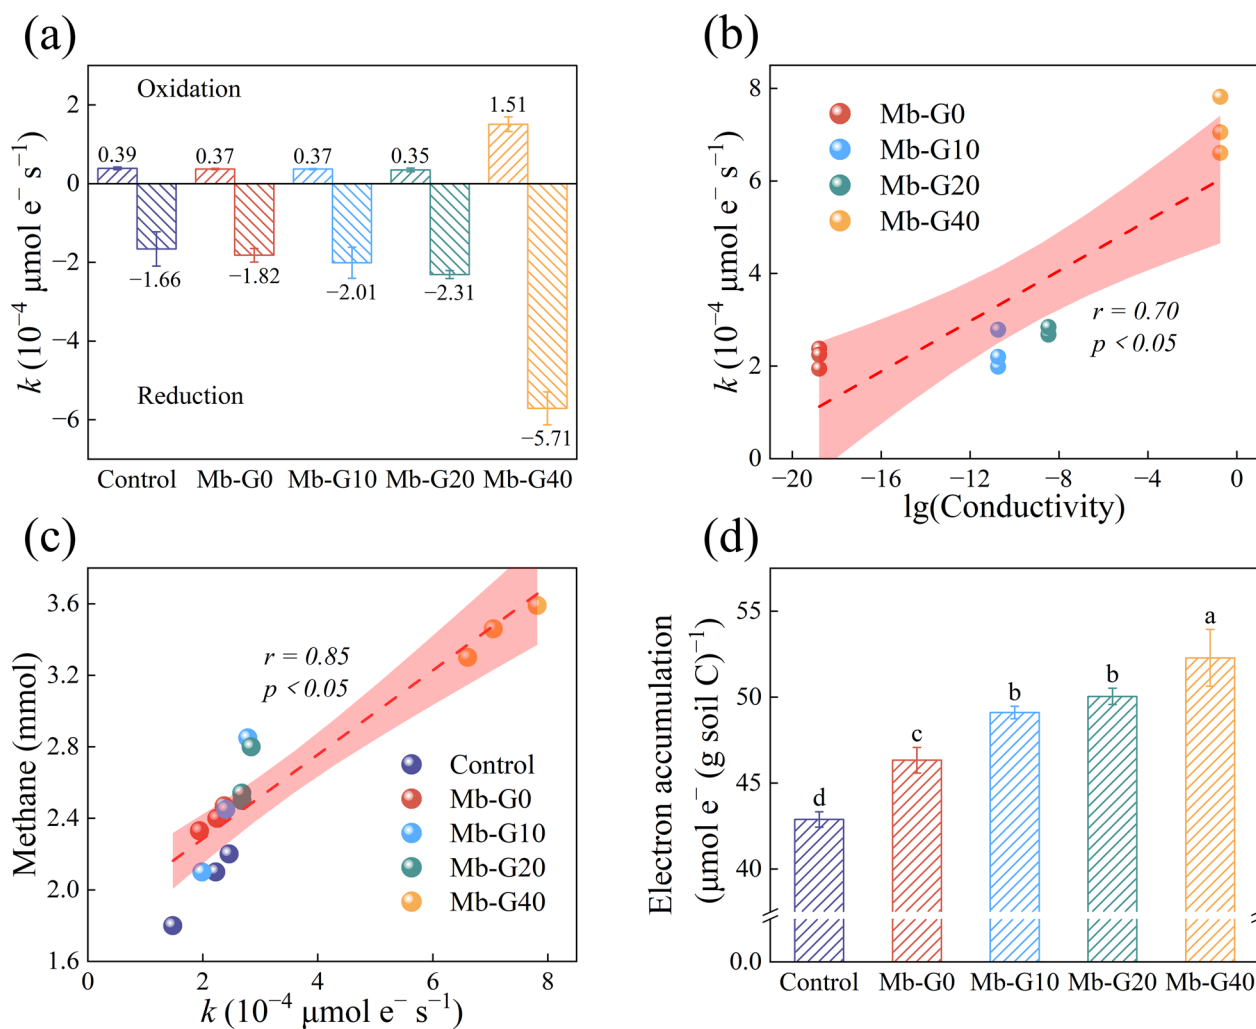 (a)
Oxidation
Reduction
2
0
−2
−4
−6
k (10⁻⁴ μmol e⁻ s⁻¹)
0.39
0.37
0.37
0.35
1.51
−1.66
−1.82
−2.01
−2.31
−5.71
Control Mb-G0 Mb-G10 Mb-G20 Mb-G40
(b)
8
6
4
2
0
k (10⁻⁴ μmol e⁻ s⁻¹)
Mb-G0
Mb-G10
Mb-G20
Mb-G40
r = 0.70
p < 0.05
−20 −16 −12 −8 −4 0
lg(Conductivity)
(c)
3.6
3.2
2.8
2.4
2.0
1.6
Methane (mmol)
r = 0.85
p < 0.05
Control
Mb-G0
Mb-G10
Mb-G20
Mb-G40
0 2 4 6 8
k (10⁻⁴ μmol e⁻ s⁻¹)
(d)
55
50
45
40
0.0
Electron accumulation
(μmol e⁻ (g soil C)⁻¹)
d
c
b
b
a
Control Mb-G0 Mb-G10 Mb-G20 Mb-G40